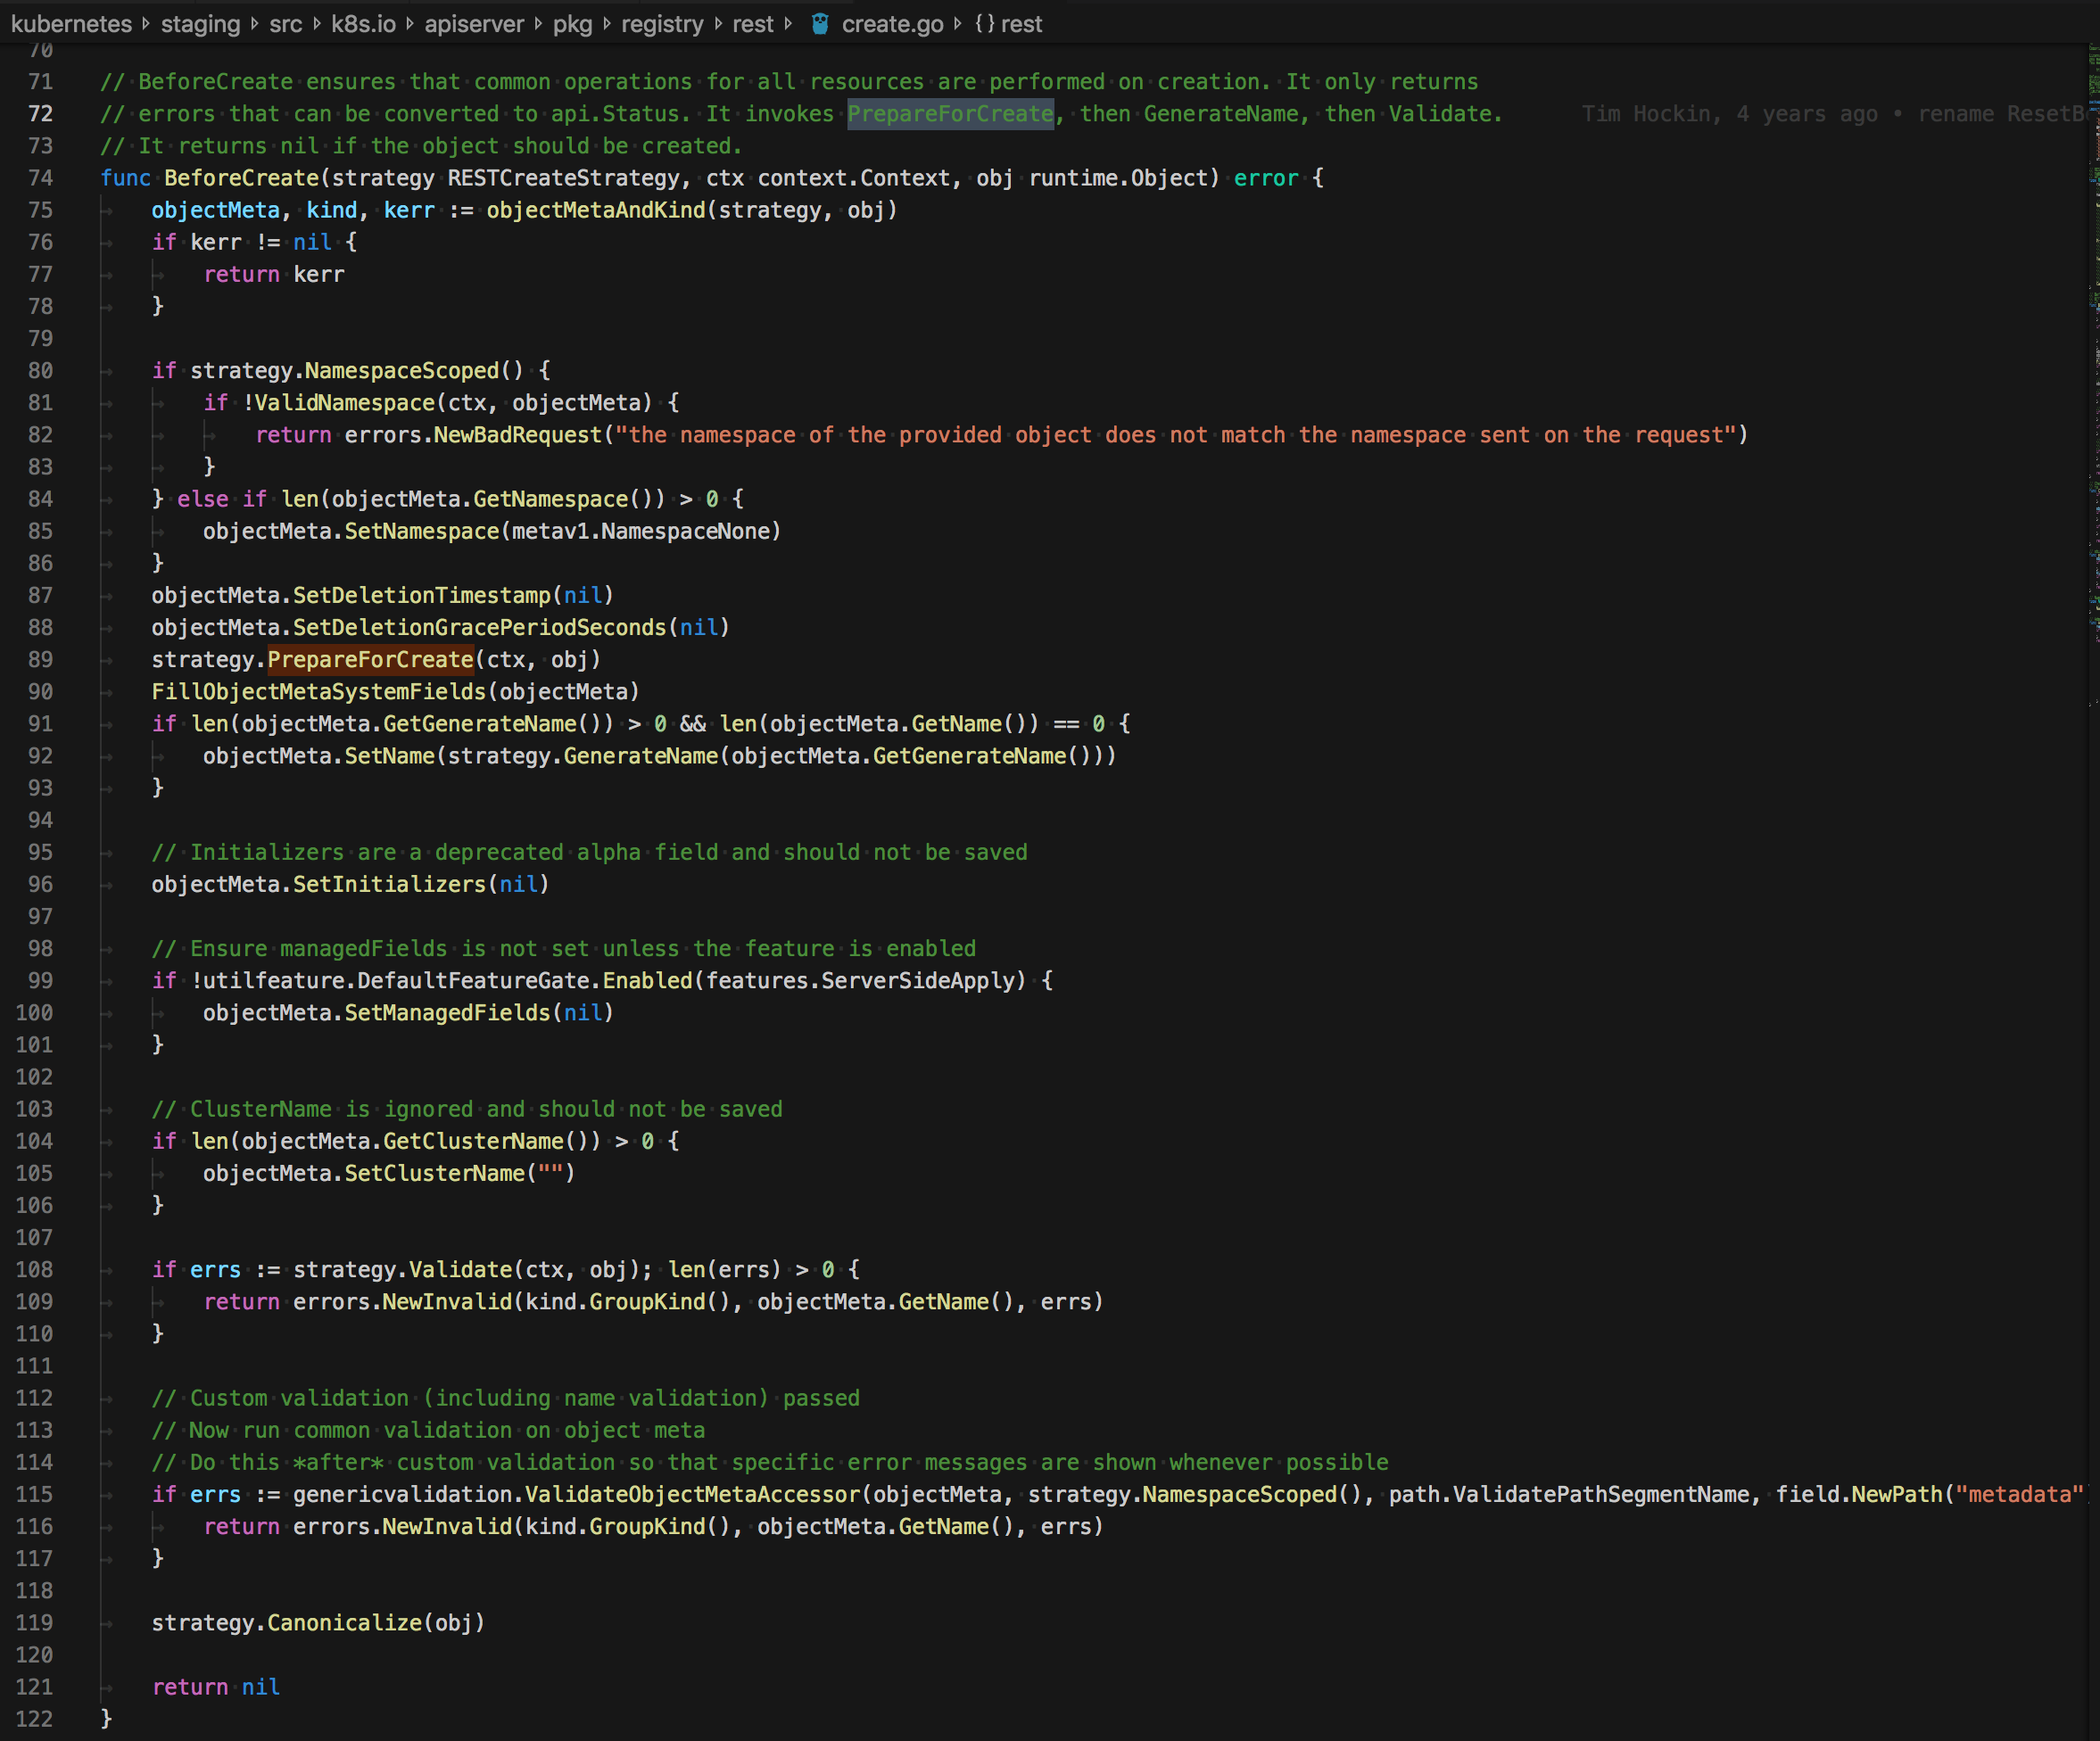 kubernetes › staging › src › k8s.io › apiserver › pkg › registry › rest › create.go › {} rest
70
71 // BeforeCreate ensures that common operations for all resources are performed on creation. It only returns
72 // errors that can be converted to api.Status. It invokes PrepareForCreate, then GenerateName, then Validate. Tim Hockin, 4 years ago • rename ResetB
73 // It returns nil if the object should be created.
74 func BeforeCreate(strategy RESTCreateStrategy, ctx context.Context, obj runtime.Object) error {
75 objectMeta, kind, kerr := objectMetaAndKind(strategy, obj)
76 if kerr != nil {
77 return kerr
78 }
79
80 if strategy.NamespaceScoped() {
81 if !ValidNamespace(ctx, objectMeta) {
82 return errors.NewBadRequest("the namespace of the provided object does not match the namespace sent on the request")
83 }
84 } else if len(objectMeta.GetNamespace()) > 0 {
85 objectMeta.SetNamespace(metav1.NamespaceNone)
86 }
87 objectMeta.SetDeletionTimestamp(nil)
88 objectMeta.SetDeletionGracePeriodSeconds(nil)
89 strategy.PrepareForCreate(ctx, obj)
90 FillObjectMetaSystemFields(objectMeta)
91 if len(objectMeta.GetGenerateName()) > 0 && len(objectMeta.GetName()) == 0 {
92 objectMeta.SetName(strategy.GenerateName(objectMeta.GetGenerateName()))
93 }
94
95 // Initializers are a deprecated alpha field and should not be saved
96 objectMeta.SetInitializers(nil)
97
98 // Ensure managedFields is not set unless the feature is enabled
99 if !utilfeature.DefaultFeatureGate.Enabled(features.ServerSideApply) {
100 objectMeta.SetManagedFields(nil)
101 }
102
103 // ClusterName is ignored and should not be saved
104 if len(objectMeta.GetClusterName()) > 0 {
105 objectMeta.SetClusterName("")
106 }
107
108 if errs := strategy.Validate(ctx, obj); len(errs) > 0 {
109 return errors.NewInvalid(kind.GroupKind(), objectMeta.GetName(), errs)
110 }
111
112 // Custom validation (including name validation) passed
113 // Now run common validation on object meta
114 // Do this *after* custom validation so that specific error messages are shown whenever possible
115 if errs := genericvalidation.ValidateObjectMetaAccessor(objectMeta, strategy.NamespaceScoped(), path.ValidatePathSegmentName, field.NewPath("metadata"
116 return errors.NewInvalid(kind.GroupKind(), objectMeta.GetName(), errs)
117 }
118
119 strategy.Canonicalize(obj)
120
121 return nil
122 }